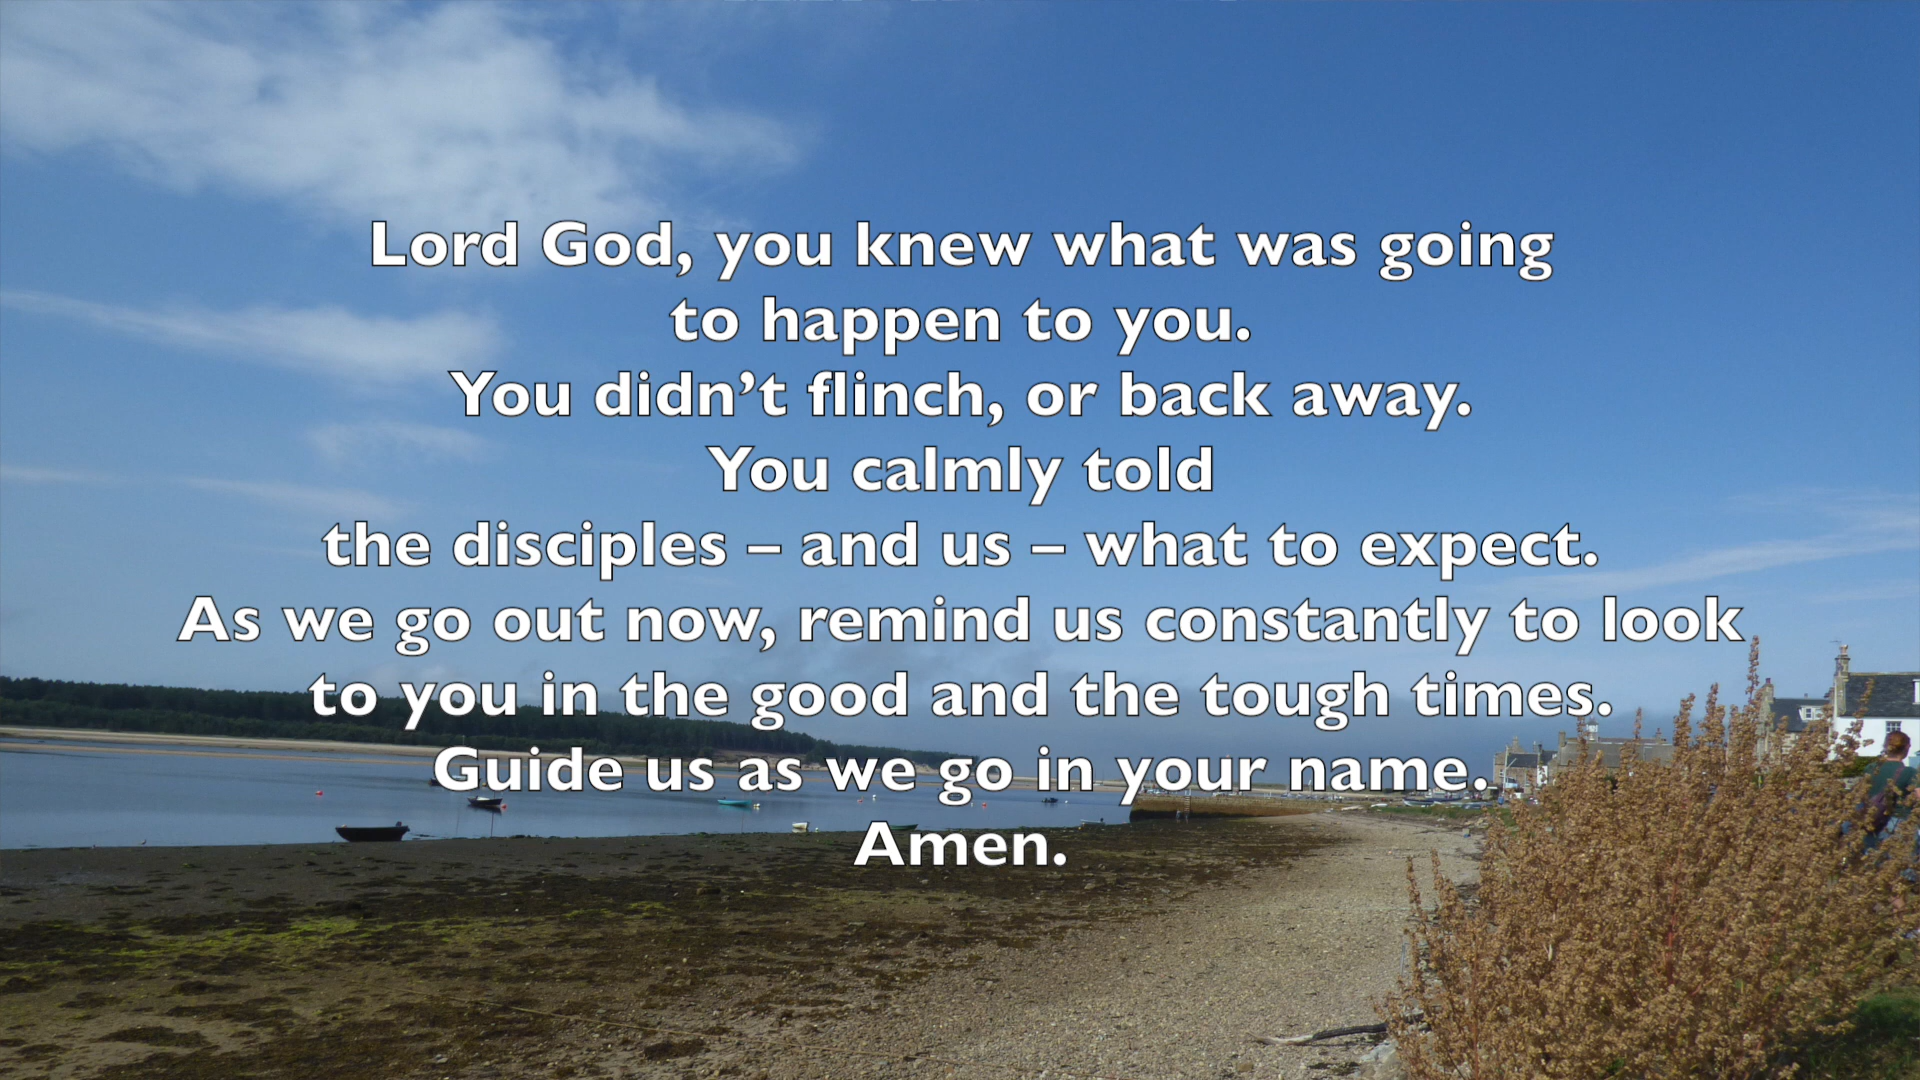 Lord God, you knew what was going
to happen to you.
You didn’t flinch, or back away.
You calmly told
the disciples – and us – what to expect.
As we go out now, remind us constantly to look
to you in the good and the tough times.
Guide us as we go in your name.
Amen.